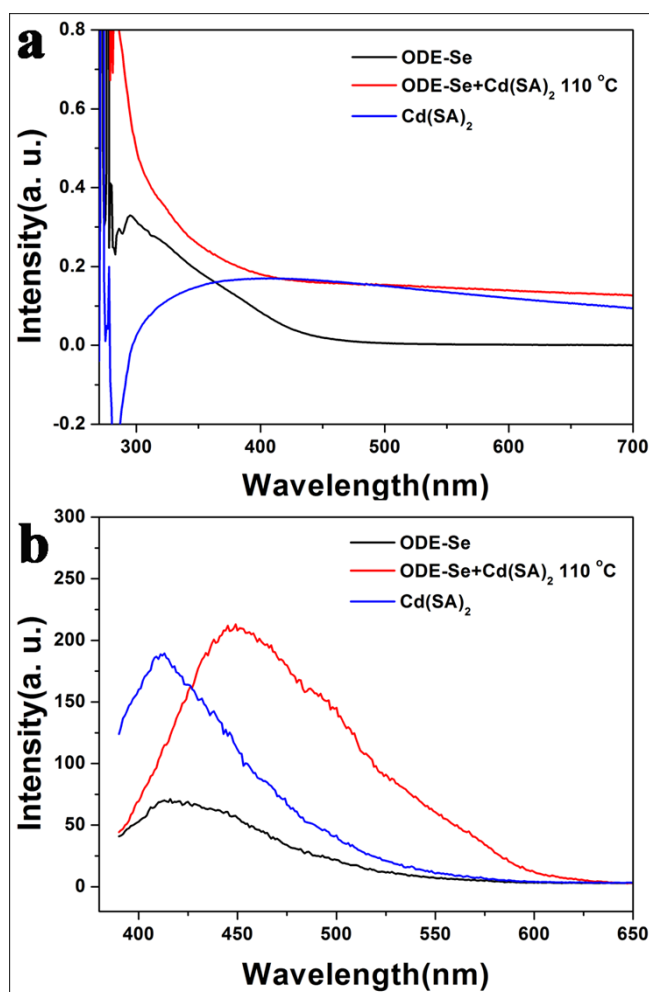 a
ODE-Se
ODE-Se+Cd(SA)₂ 110 °C
Cd(SA)₂
Intensity(a. u.)
0.8
0.6
0.4
0.2
0.0
-0.2
300 400 500 600 700
Wavelength(nm)
b
ODE-Se
ODE-Se+Cd(SA)₂ 110 °C
Cd(SA)₂
Intensity(a. u.)
300
250
200
150
100
50
0
400 450 500 550 600 650
Wavelength(nm)